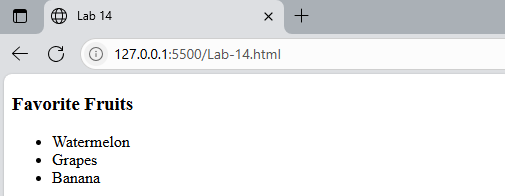 Lab 14
127.0.0.1:5500/Lab-14.html
Favorite Fruits
Watermelon
Grapes
Banana